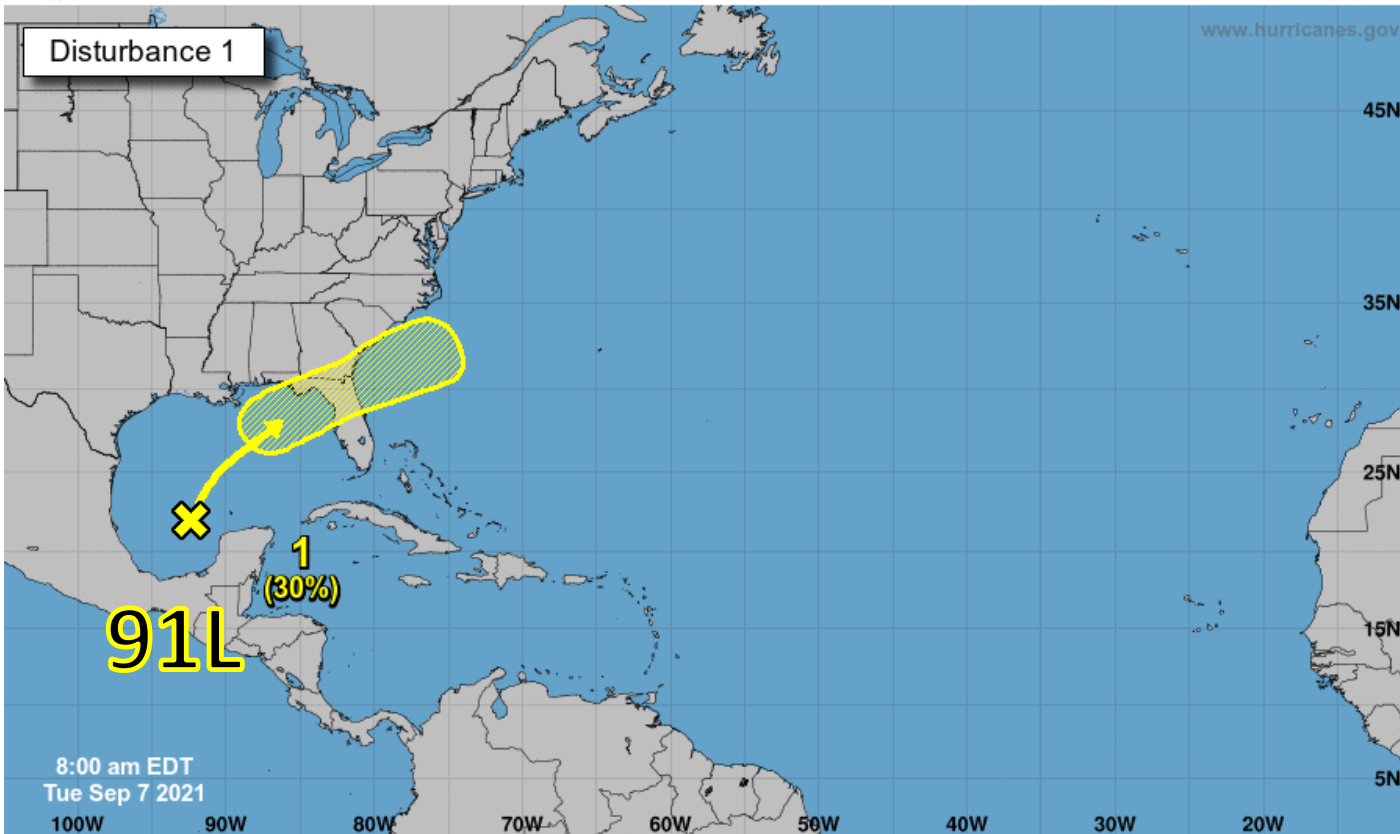 Disturbance 1
www.hurricanes.gov
45N
35N
25N
1
(30%)
91L
15N
8:00 am EDT
Tue Sep 7 2021
5N
100W 90W 80W 70W 60W 50W 40W 30W 20W